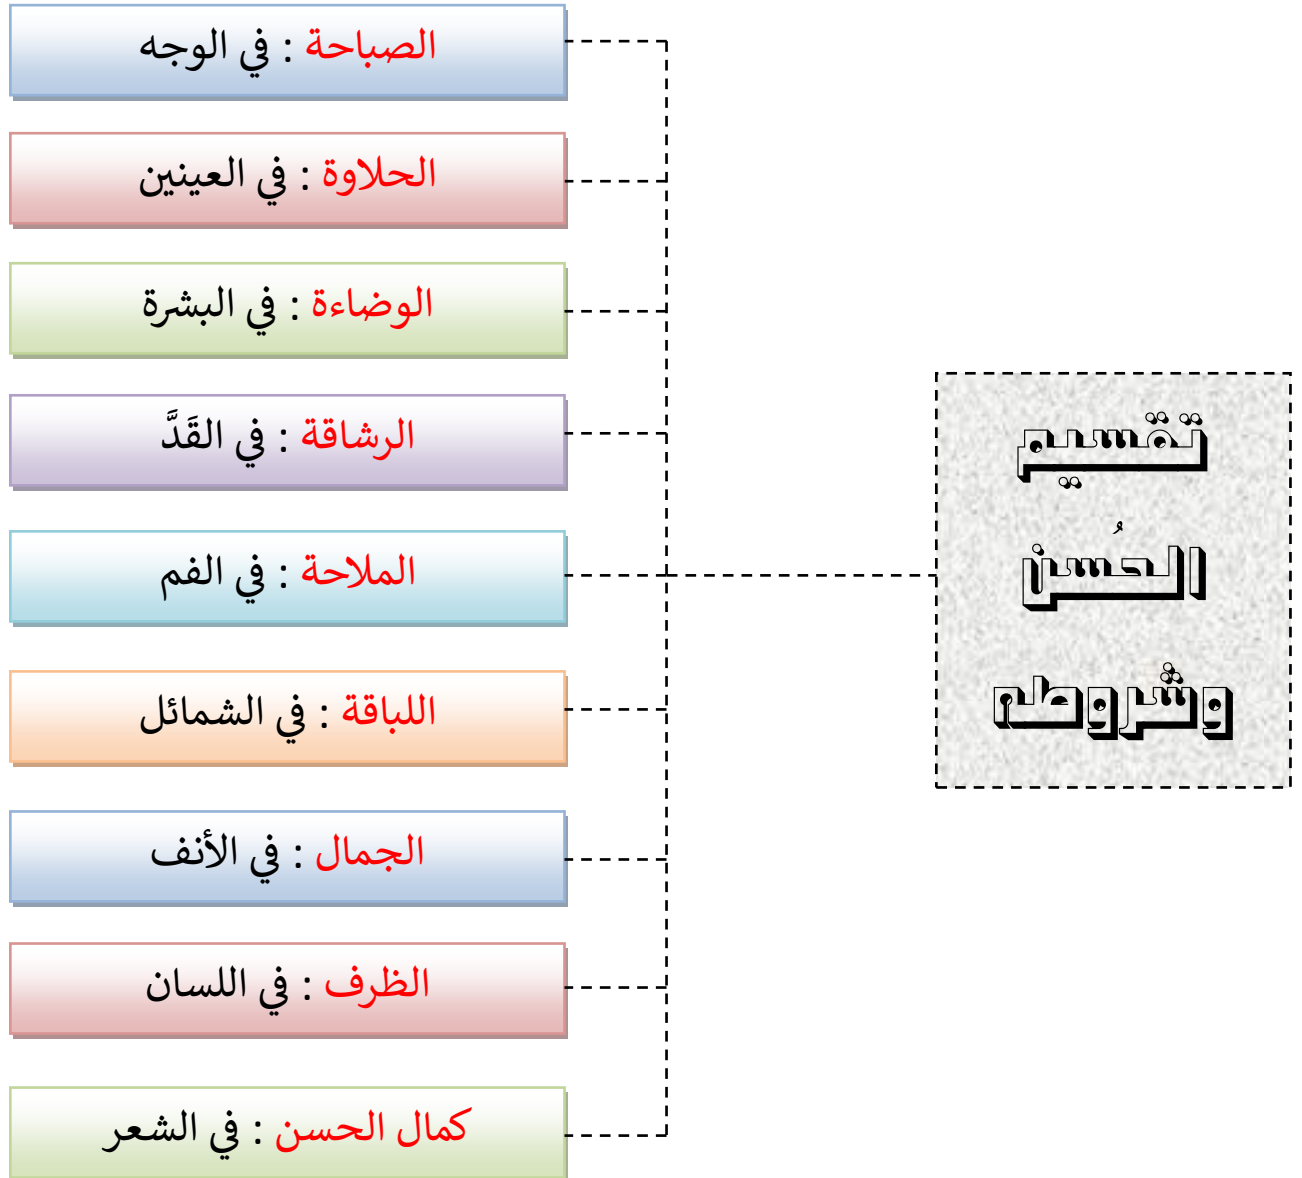 تقسيم
الحُسن
وشروطه
الصباحة : في الوجه
الحلاوة : في العينين
الوضاءة : في البشرة
الرشاقة : في القَدَّ
الملاحة : في الفم
اللباقة : في الشمائل
الجمال : في الأنف
الظرف : في اللسان
كمال الحسن : في الشعر